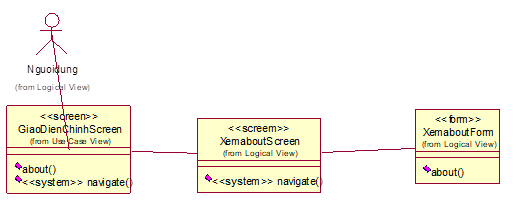 Nguoidung
(from Logical View)
<<screen>>
GiaoDienChinhScreen
(from Use Case View)
about()
<<system>> navigate()
<<screem>>
XemaboutScreen
(from Logical View)
<<system>> navigate()
<<form>>
XemaboutForm
(from Logical View)
about()